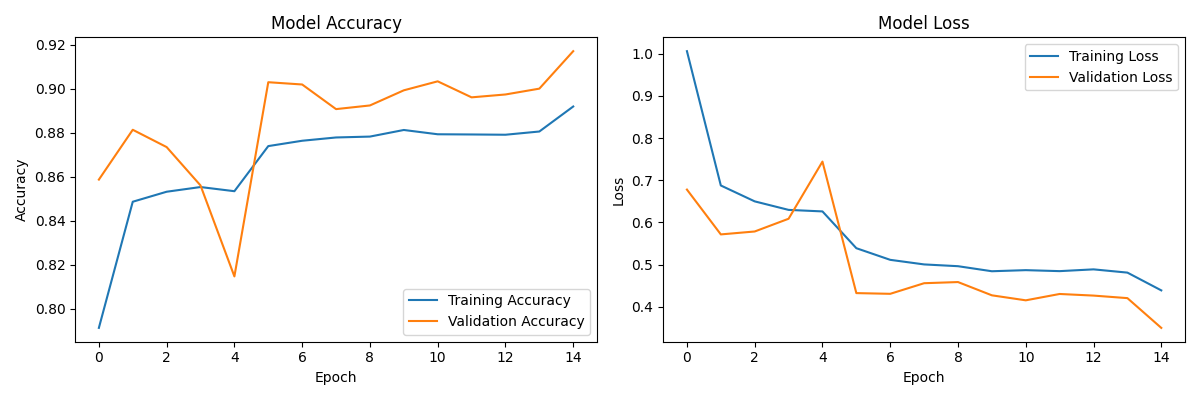 Model Accuracy
0.92
0.90
0.88
0.86
0.84
0.82
0.80
Accuracy
0 2 4 6 8 10 12 14
Epoch
Training Accuracy
Validation Accuracy
Model Loss
1.0
0.9
0.8
0.7
0.6
0.5
0.4
Loss
0 2 4 6 8 10 12 14
Epoch
Training Loss
Validation Loss